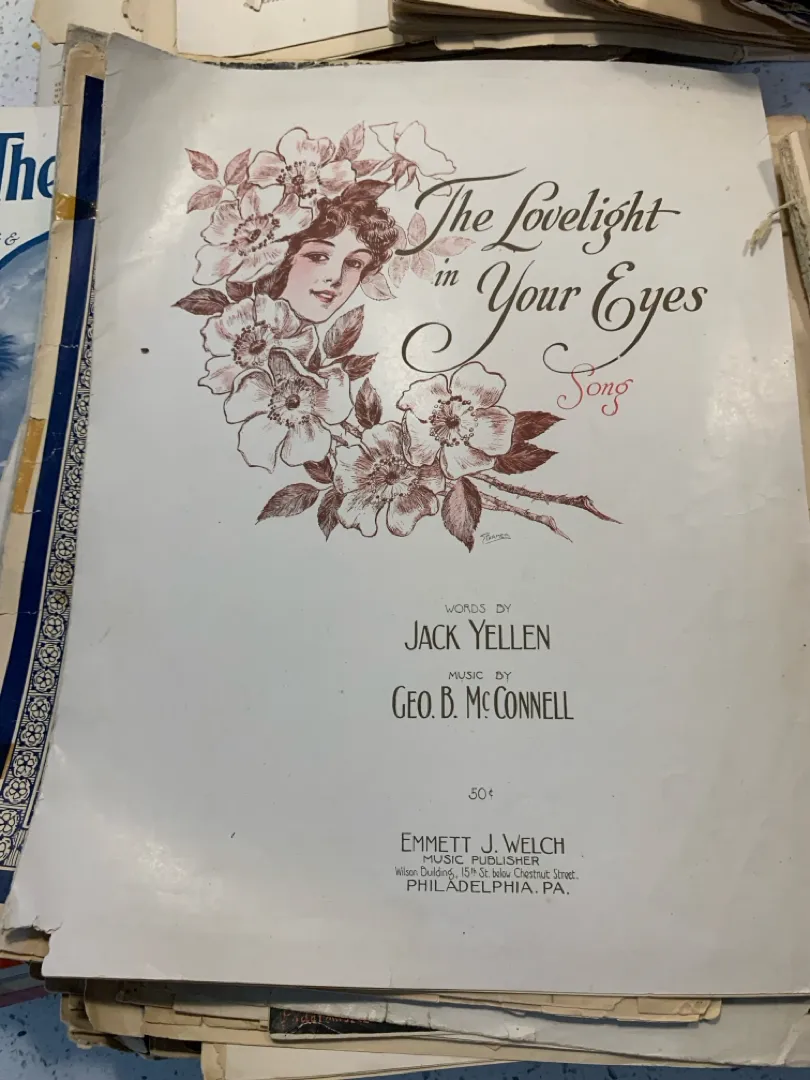 The Lovelight
in Your Eyes
Song
WORDS BY
JACK YELLEN
MUSIC BY
GEO. B. McCONNELL
50¢
EMMETT J. WELCH
MUSIC PUBLISHER
Wilson Building, 15th St. below Chestnut Street.
PHILADELPHIA. PA.
The
&